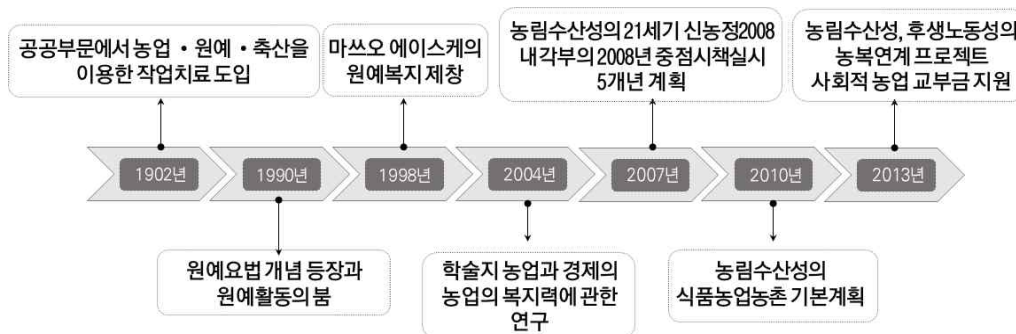 공공부문에서 농업 • 원예 • 축산을
이용한 작업치료 도입
마쓰오 에이스케의
원예복지 제창
농림수산성의 21세기 신농정2008
내각부의 2008년 중점시책실시
5개년 계획
농림수산성, 후생노동성의
농복연계 프로젝트
사회적 농업 교부금 지원
1902년
1990년
1998년
2004년
2007년
2010년
2013년
원예요법 개념 등장과
원예활동의 붐
학술지 농업과 경제의
농업의 복지력에 관한
연구
농림수산성의
식품농업농촌 기본계획